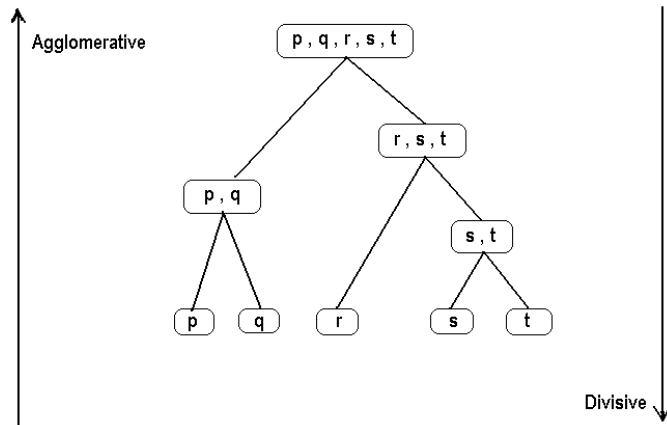 Agglomerative
p , q , r , s , t
r , s , t
p , q
s , t
p q r s t
Divisive